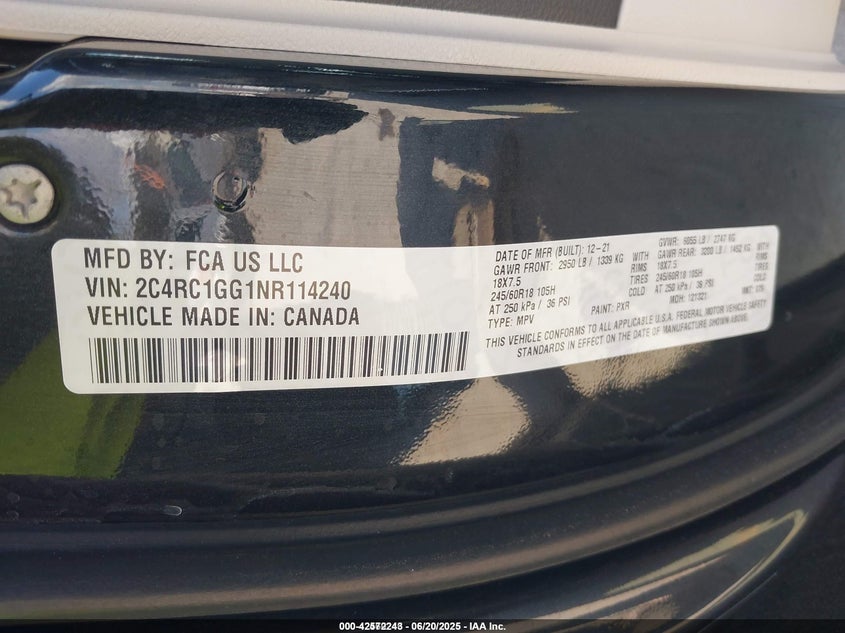 MFD BY: FCA US LLC
VIN: 2C4RC1GG1NR114240
VEHICLE MADE IN: CANADA
DATE OF MFR (BUILT): 12-21 GVWR: 6055 LB / 2747 KG
GAWR FRONT: 2950 LB / 1339 KG WITH GAWR REAR: 3200 LB / 1452 KG WITH
18X7.5 RIMS 18X7.5 RIMS
245/60R18 105H TIRES 245/60R18 105H TIRES
AT 250 kPa / 36 PSI COLD AT 250 kPa / 36 PSI COLD
TYPE: MPV PAINT: PXR MDH: 121321
THIS VEHICLE CONFORMS TO ALL APPLICABLE U.S.A. FEDERAL MOTOR VEHICLE SAFETY
STANDARDS IN EFFECT ON THE DATE OF MANUFACTURE SHOWN ABOVE.
06/20/2025 - IAA Inc.